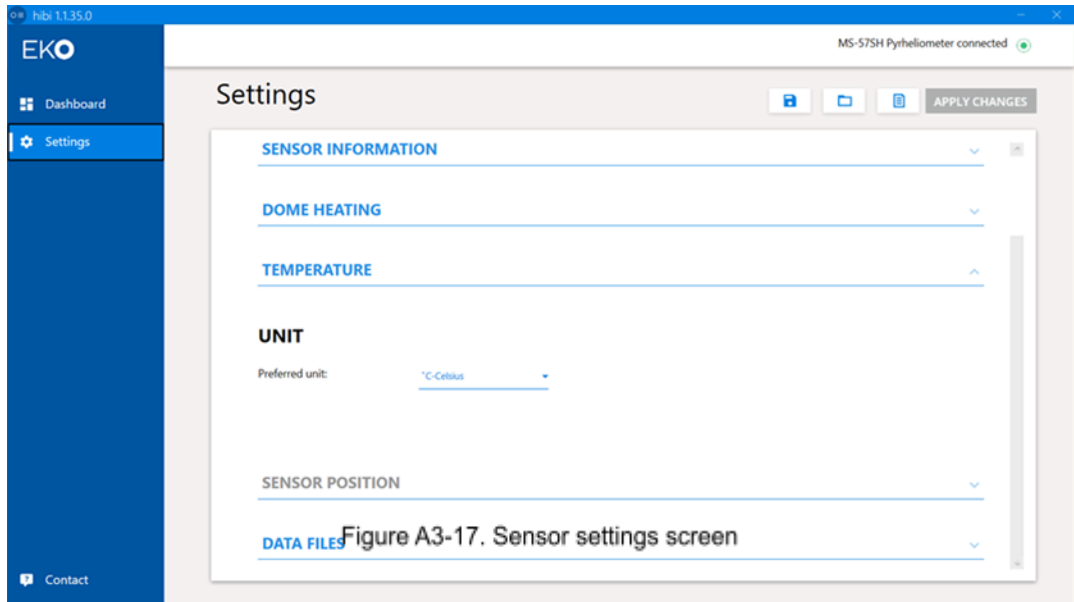 hibi 1.1.35.0
EKO
MS-57SH Pyrheliometer connected
Dashboard
Settings
Settings
APPLY CHANGES
SENSOR INFORMATION
DOME HEATING
TEMPERATURE
UNIT
Preferred unit:
°C-Celsius
SENSOR POSITION
DATA FILES
Figure A3-17. Sensor settings screen
Contact